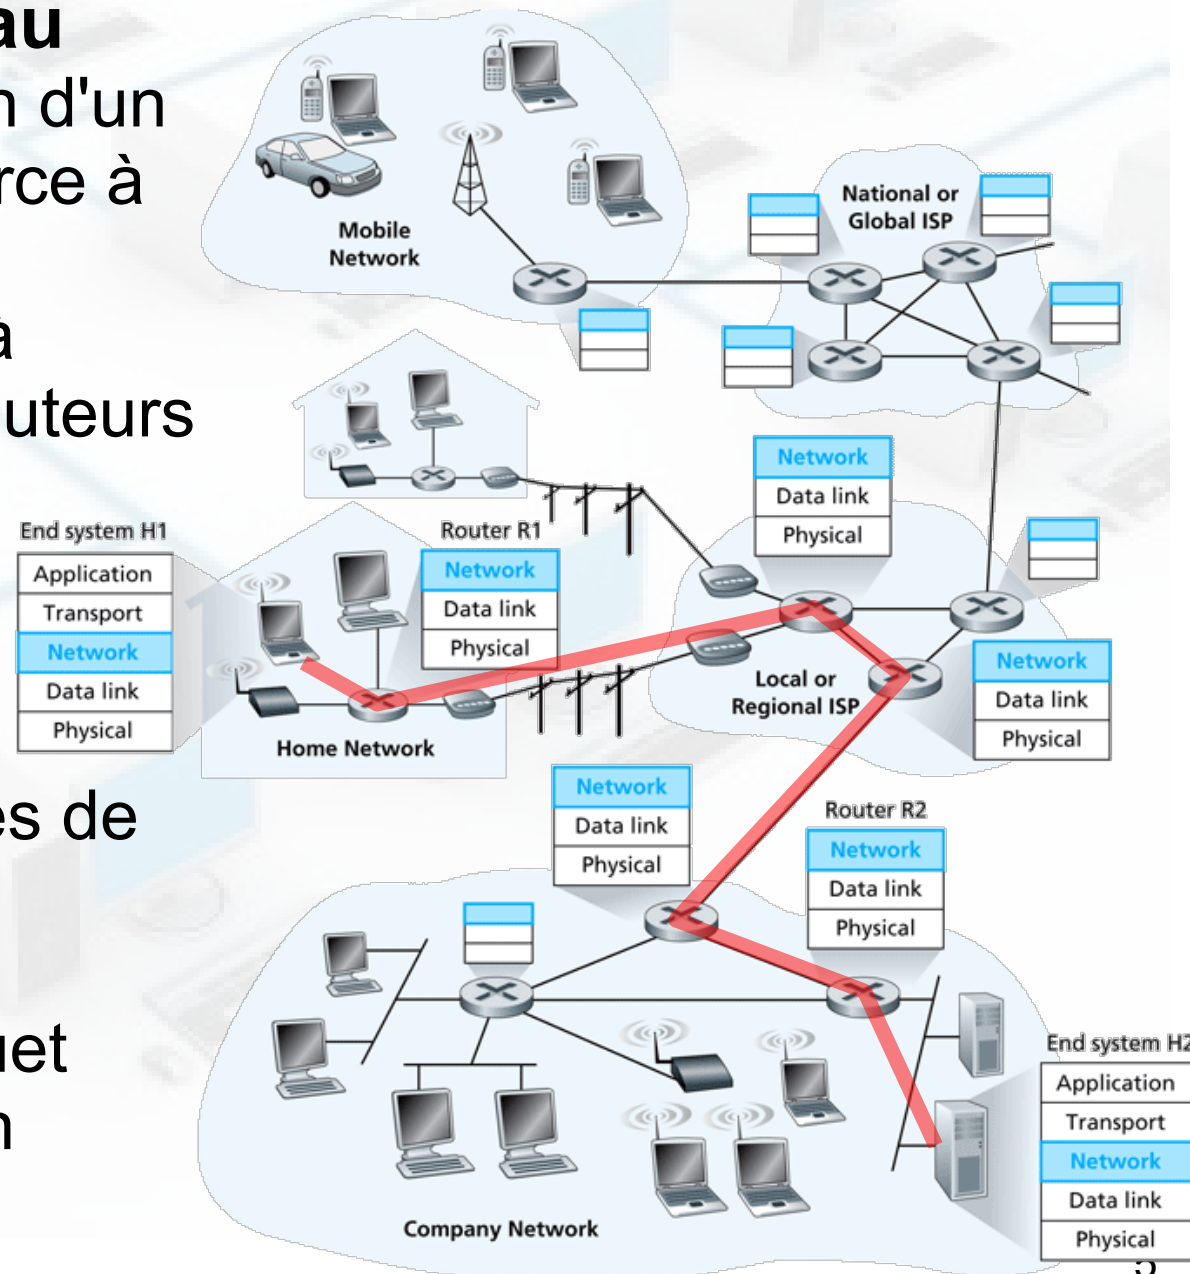 au
n d'un
rce à
à
uteurs
es de
uet
n
Mobile
Network
National or
Global ISP
Network
Data link
Physical
End system H1
Application
Transport
Network
Data link
Physical
Router R1
Network
Data link
Physical
Home Network
Local or
Regional ISP
Network
Data link
Physical
Network
Data link
Physical
Router R2
Network
Data link
Physical
End system H2
Application
Transport
Network
Data link
Physical
Company Network
5